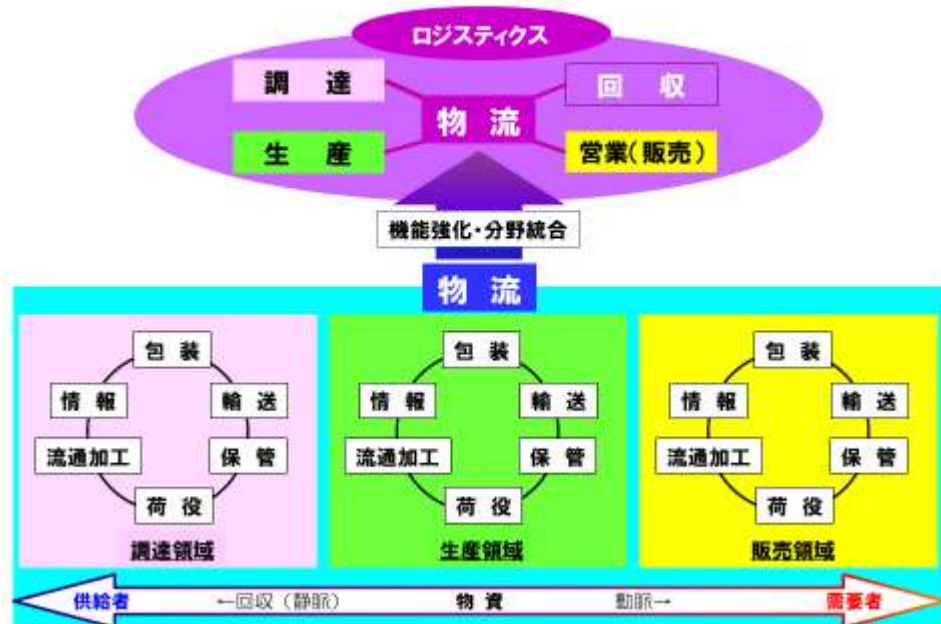 ロジスティクス
調 達
回 収
物 流
生 産
営業(販売)
機能強化・分野統合
物 流
包 装
情 報
輸 送
流通加工
保 管
荷 役
調達領域
包 装
情 報
輸 送
流通加工
保 管
荷 役
生産領域
包 装
情 報
輸 送
流通加工
保 管
荷 役
販売領域
供給者 ←回収(静脈) 物 資 動脈→ 需要者